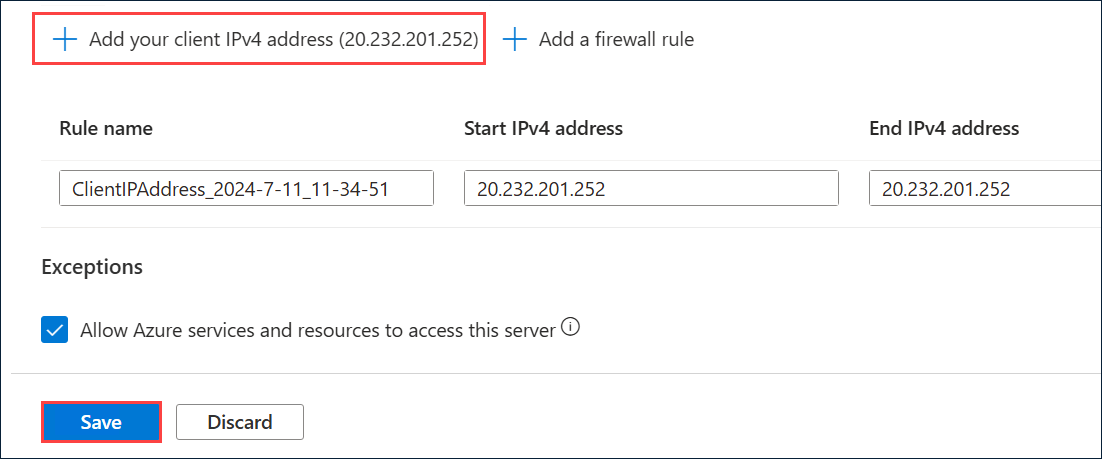 Add your client IPv4 address (20.232.201.252) Add a firewall rule
Rule name Start IPv4 address End IPv4 address
ClientIPAddress_2024-7-11_11-34-51 20.232.201.252 20.232.201.252
Exceptions
Allow Azure services and resources to access this server
Save Discard